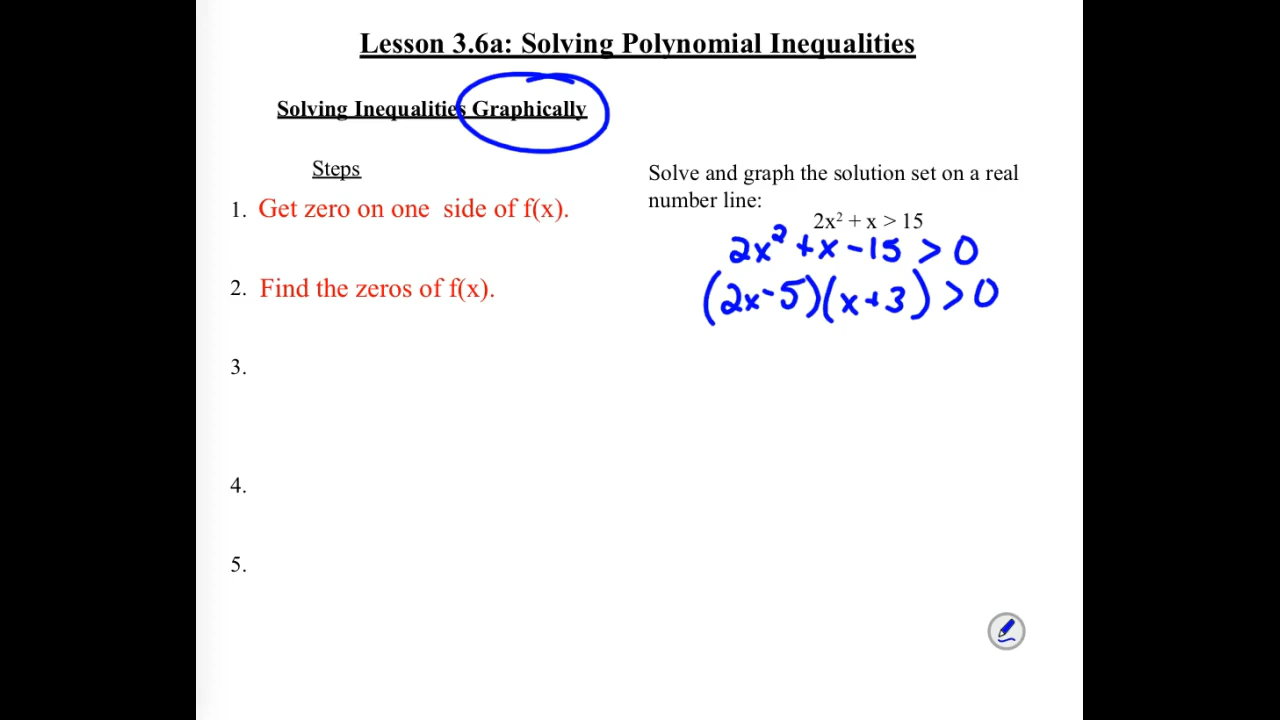 Lesson 3.6a: Solving Polynomial Inequalities
Solving Inequalities Graphically
Steps
1. Get zero on one side of f(x).
2. Find the zeros of f(x).
3.
4.
5.
Solve and graph the solution set on a real
number line:
2x² + x > 15
2x² + x - 15 > 0
(2x - 5)(x + 3) > 0